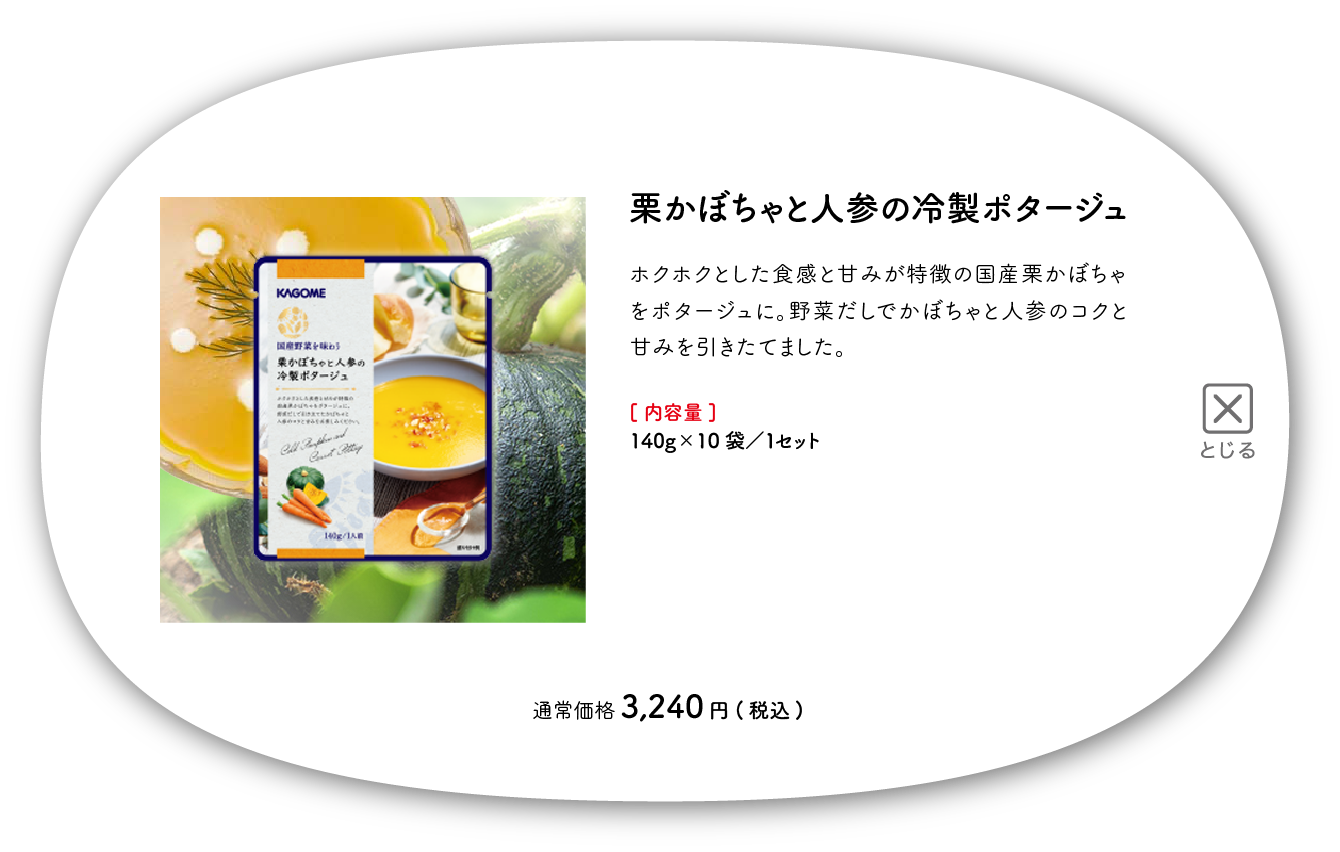 栗かぼちゃと人参の冷製ポタージュ
ホクホクとした食感と甘みが特徴の国産栗かぼちゃ
をポタージュに。野菜だしでかぼちゃと人参のコクと
甘みを引きたてました。
[ 内容量 ]
140g×10 袋／1セット
KAGOME
国産野菜を味わう
栗かぼちゃと人参の
冷製ポタージュ
Cold Pumpkin and
Carrot Pottage
140g/1人前
とじる
通常価格 3,240 円 ( 税込 )